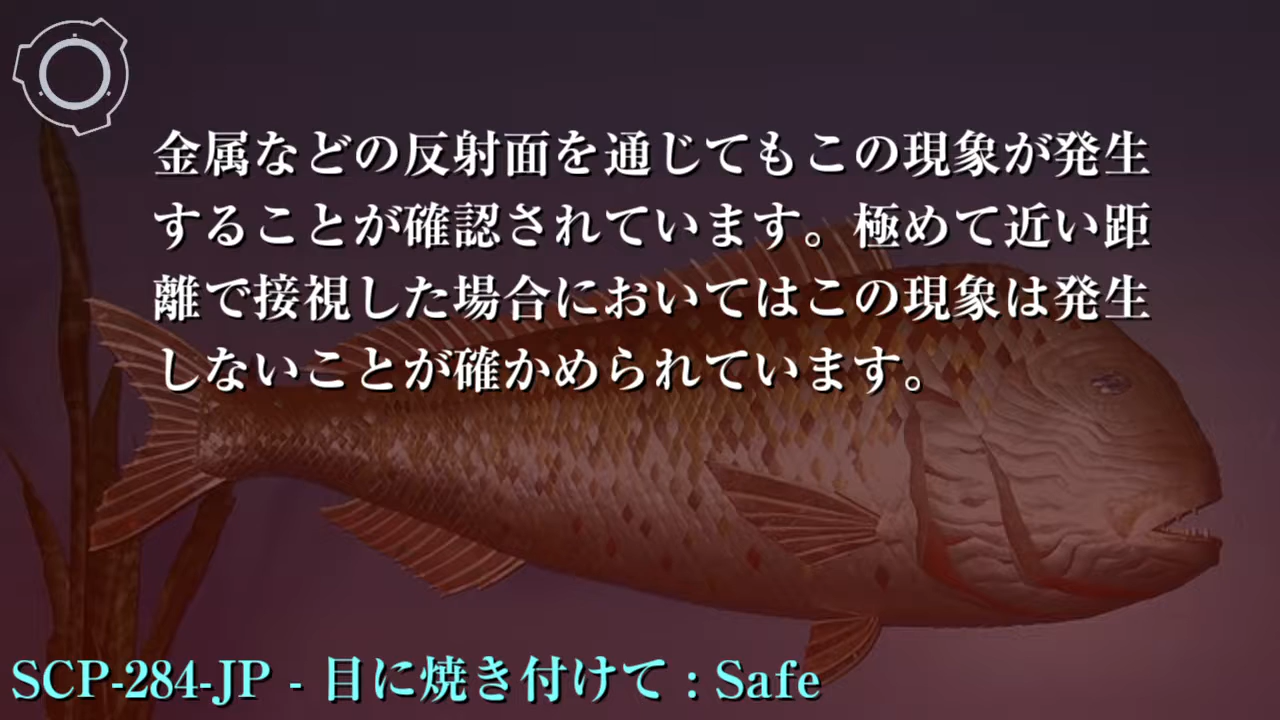 金属などの反射面を通じてもこの現象が発生
することが確認されています。極めて近い距
離で接視した場合においてはこの現象は発生
しないことが確かめられています。
SCP-284-JP - 目に焼き付けて : Safe